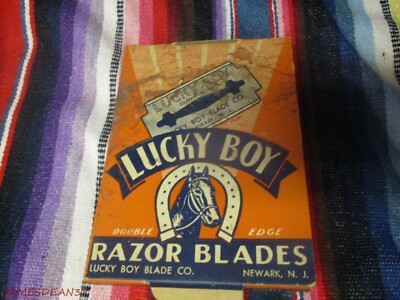 LUCKY BOY
LUCKY BOY BLADE CO.
LUCKY BOY
DOUBLE EDGE
RAZOR BLADES
LUCKY BOY BLADE CO. NEWARK, N. J.